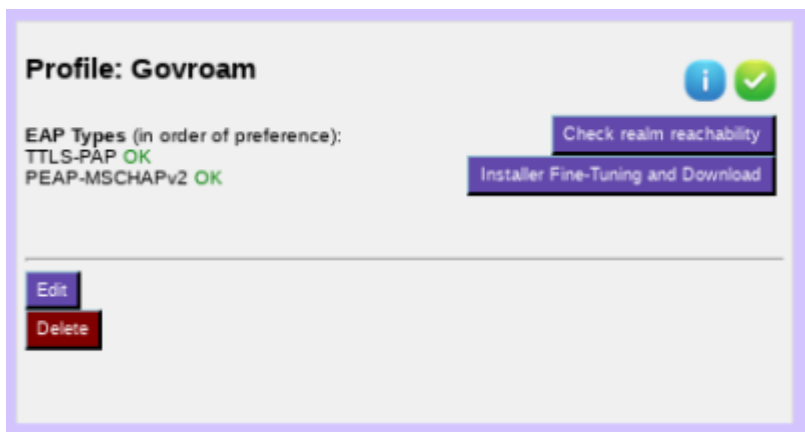 Profile: Govroam
i
EAP Types (in order of preference):
TTLS-PAP OK
PEAP-MSCHAPv2 OK
Check realm reachability
Installer Fine-Tuning and Download
Edit
Delete